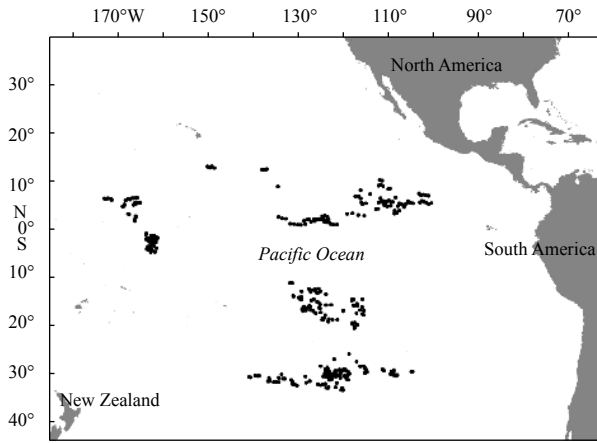 170°W 150° 130° 110° 90° 70°
30°
20°
10°
N
0°
S
10°
20°
30°
40°
North America
Pacific Ocean
South America
New Zealand